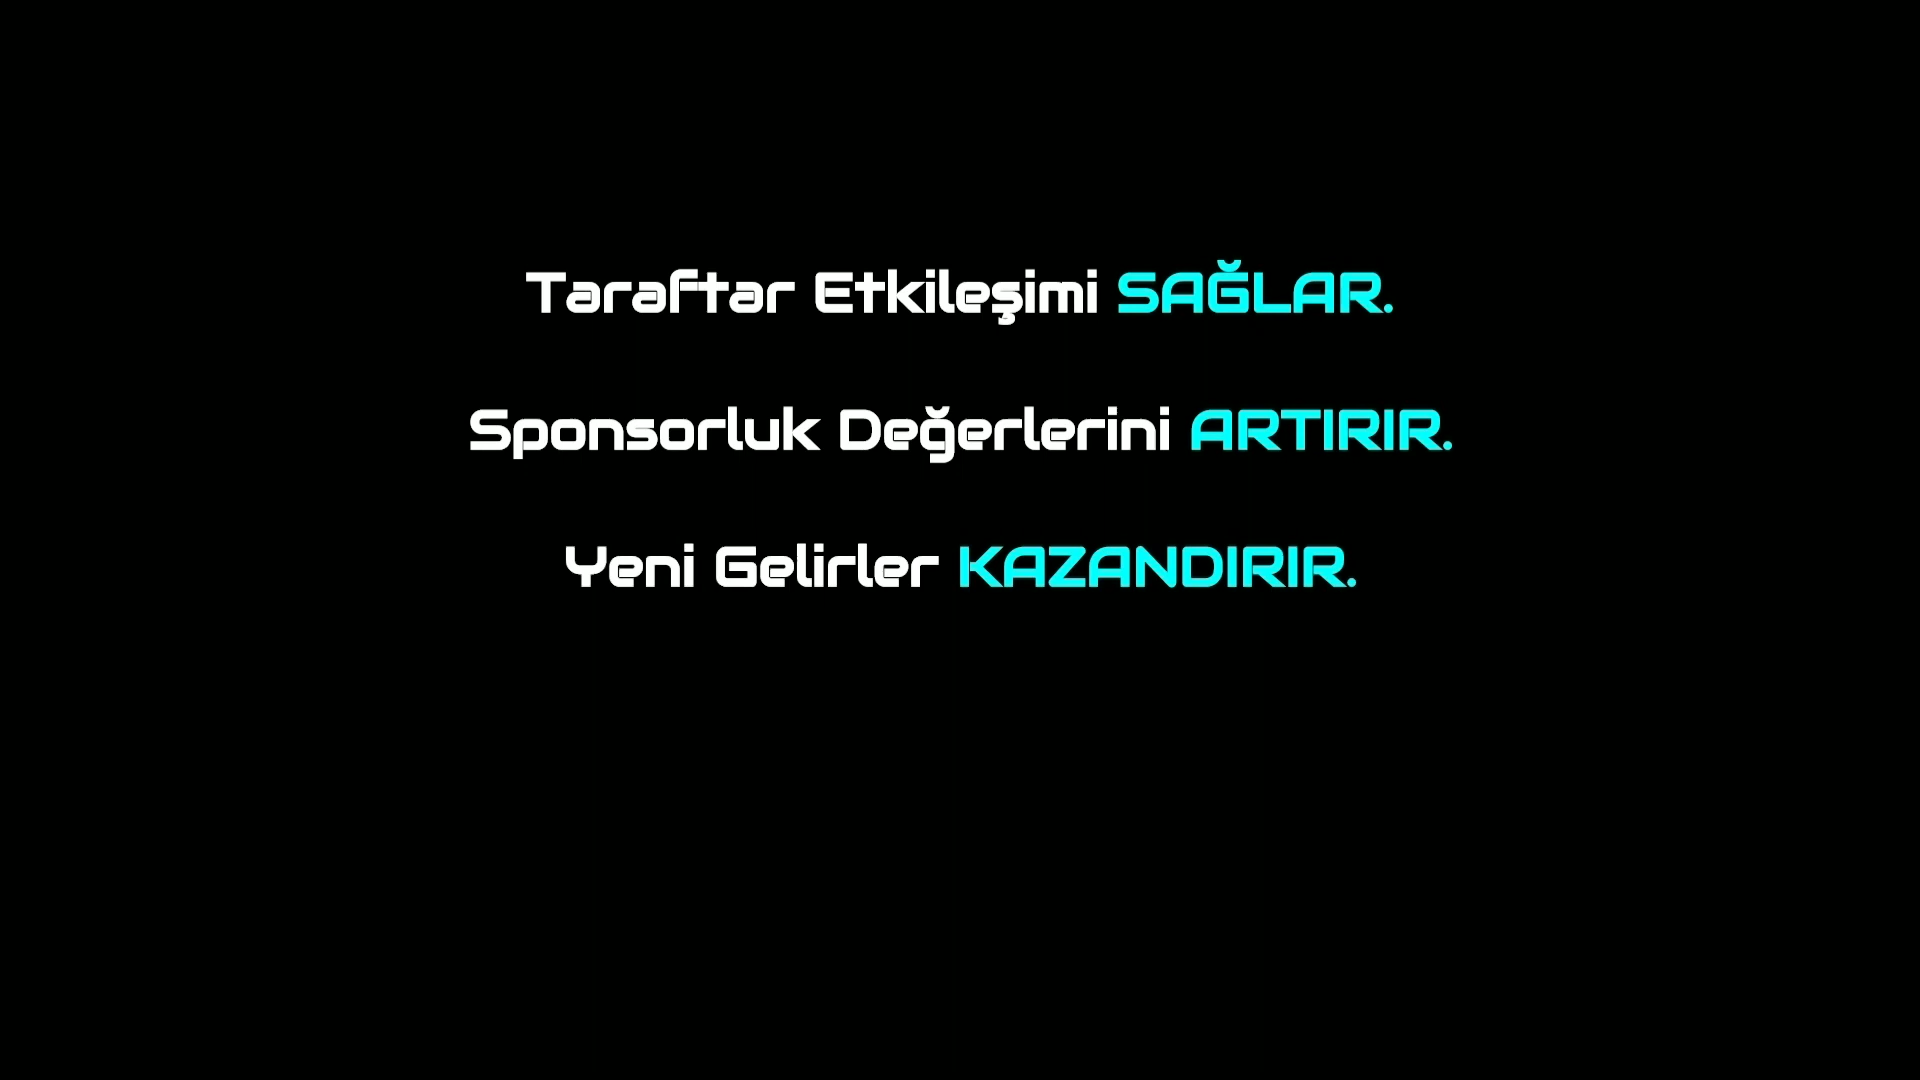 Taraftar Etkileşimi SAĞLAR.
Sponsorluk Değerlerini ARTIRIR.
Yeni Gelirler KAZANDIRIR.